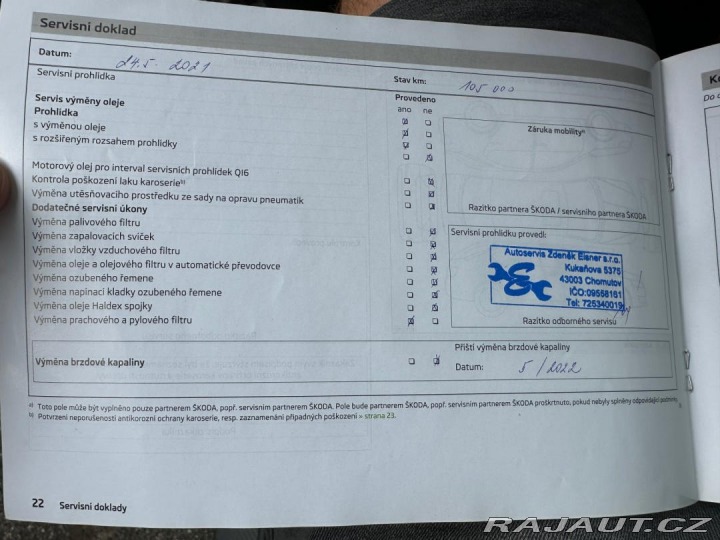 Servisní doklad
Datum: 24.5. 2021
Servisní prohlídka
Stav km: 105 000
Provedeno
ano ne
Servis výměny oleje
Prohlídka
s výměnou oleje
s rozšířeným rozsahem prohlídky
Motorový olej pro interval servisních prohlídek QI6
Kontrola poškození laku karoserie b)
Výměna utěsňovacího prostředku ze sady na opravu pneumatik
Dodatečné servisní úkony
Výměna palivového filtru
Výměna zapalovacích svíček
Výměna vložky vzduchového filtru
Výměna oleje a olejového filtru v automatické převodovce
Výměna ozubeného řemene
Výměna napínací kladky ozubeného řemene
Výměna oleje Haldex spojky
Výměna prachového a pylového filtru
Záruka mobility a)
Razítko partnera ŠKODA / servisního partnera ŠKODA
Servisní prohlídku provedl:
Autoservis Zdeněk Eisner s.r.o.
Kukaňova 5375
43003 Chomutov
IČO:09558161
Tel: 725340019
Razítko odborného servisu
Výměna brzdové kapaliny
Příští výměna brzdové kapaliny
Datum: 5/2022
a) Toto pole může být vyplněno pouze partnerem ŠKODA, popř. servisním partnerem ŠKODA. Pole bude partnerem ŠKODA, popř. servisním partnerem ŠKODA proškrtnuto, pokud nebyly splněny odpovídající podmínky.
b) Potvrzení neporušenosti antikorozní ochrany karoserie, resp. zaznamenání případných poškození » strana 23.
22 Servisní doklady
Do
RAJAUT.CZ